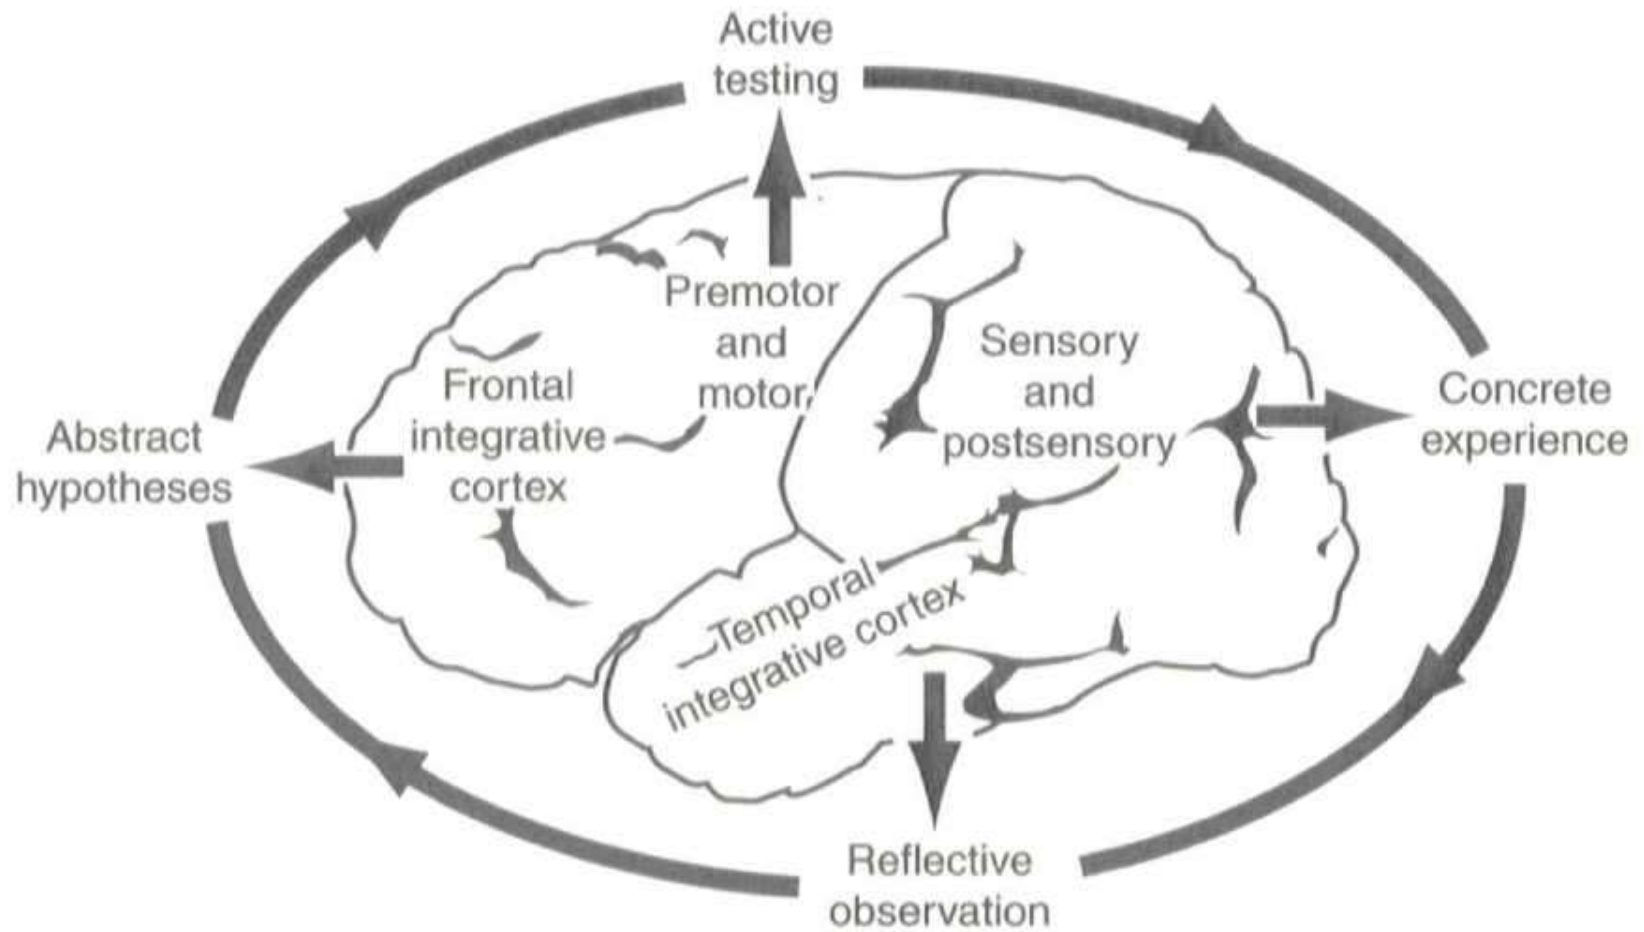 Active
testing
Premotor
and
motor
Sensory
and
postsensory
Frontal
integrative
cortex
Abstract
hypotheses
Concrete
experience
Temporal
integrative cortex
Reflective
observation